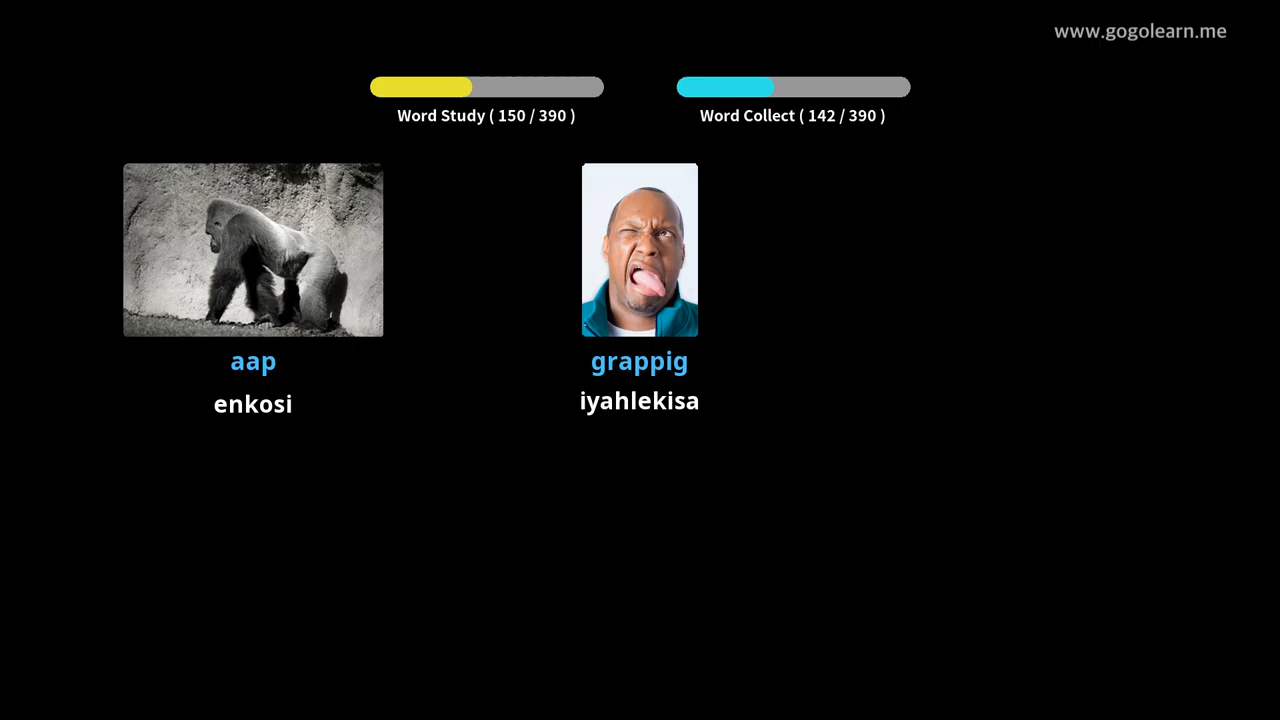 www.gogolearn.me
Word Study ( 150 / 390 )
Word Collect ( 142 / 390 )
aap
enkosi
grappig
iyahlekisa